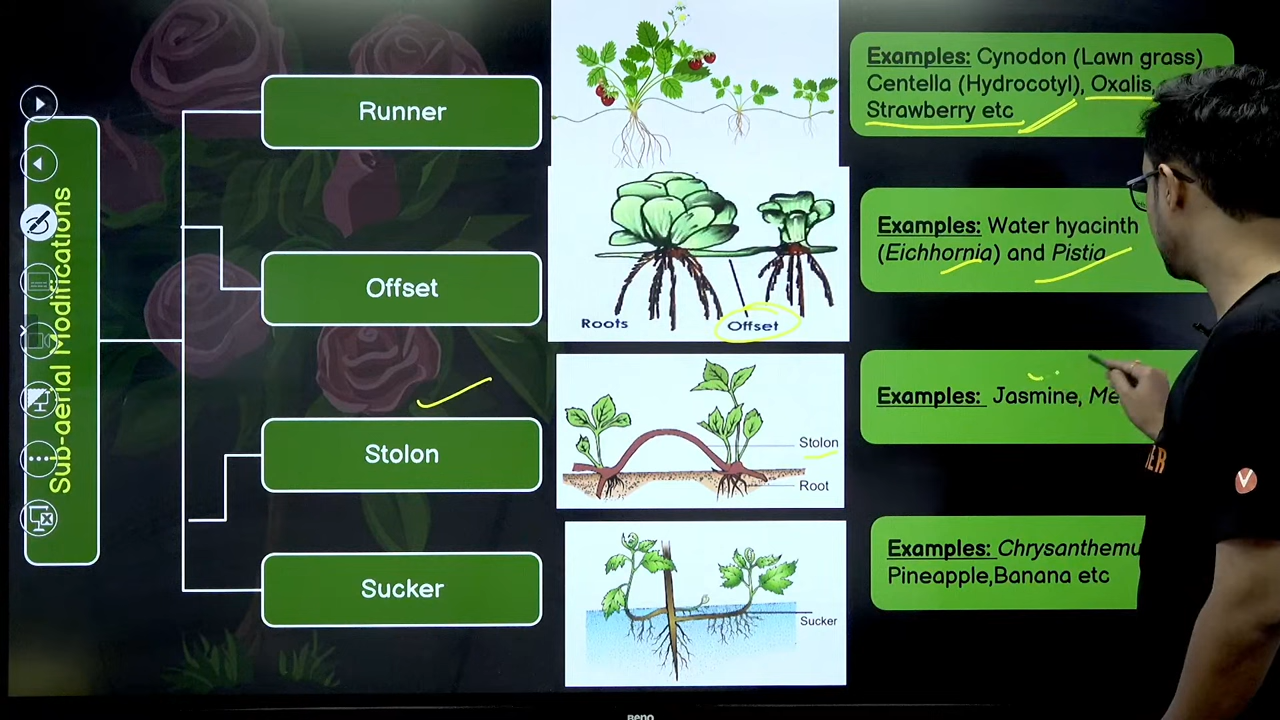 Sub-aerial Modifications
Runner
Offset
Stolon
Sucker
Roots
Offset
Stolon
Root
Sucker
Examples: Cynodon (Lawn grass)
Centella (Hydrocotyl), Oxalis,
Strawberry etc
Examples: Water hyacinth
(Eichhornia) and Pistia
Examples: Jasmine,
Examples:
Pineapple,Banana etc
BenQ
V